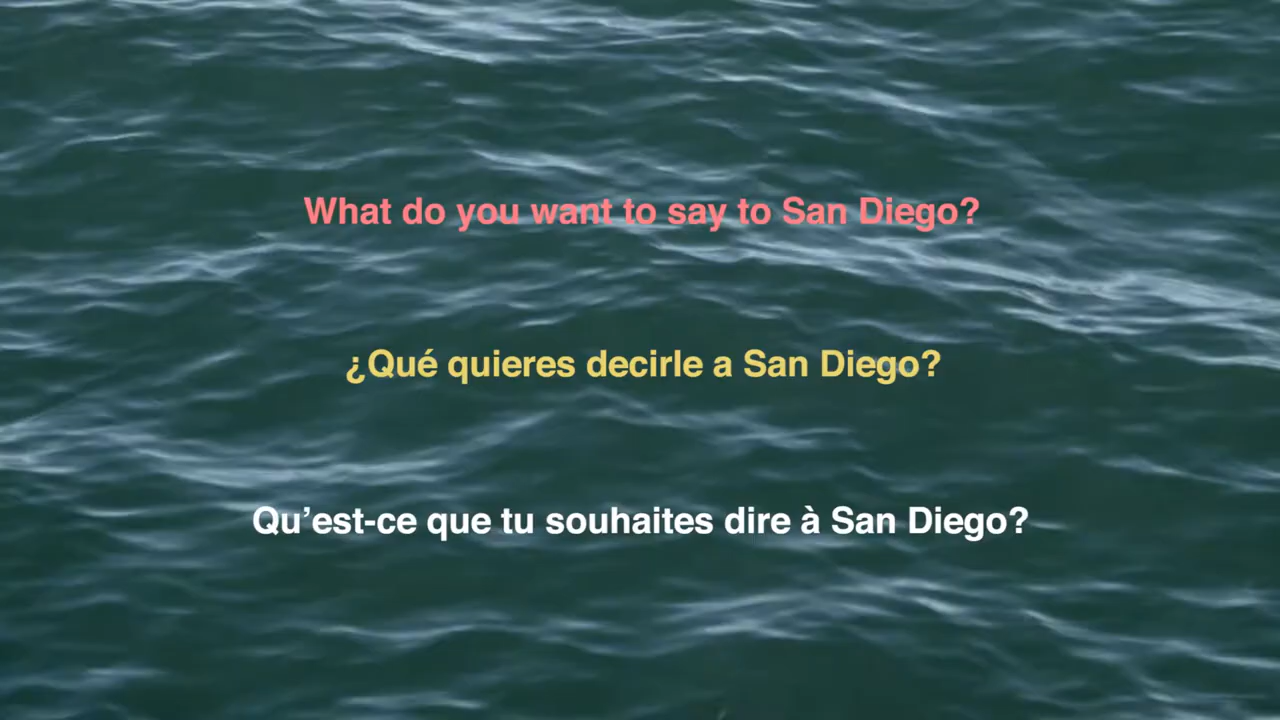 What do you want to say to San Diego?
¿Qué quieres decirle a San Diego?
Qu’est-ce que tu souhaites dire à San Diego?